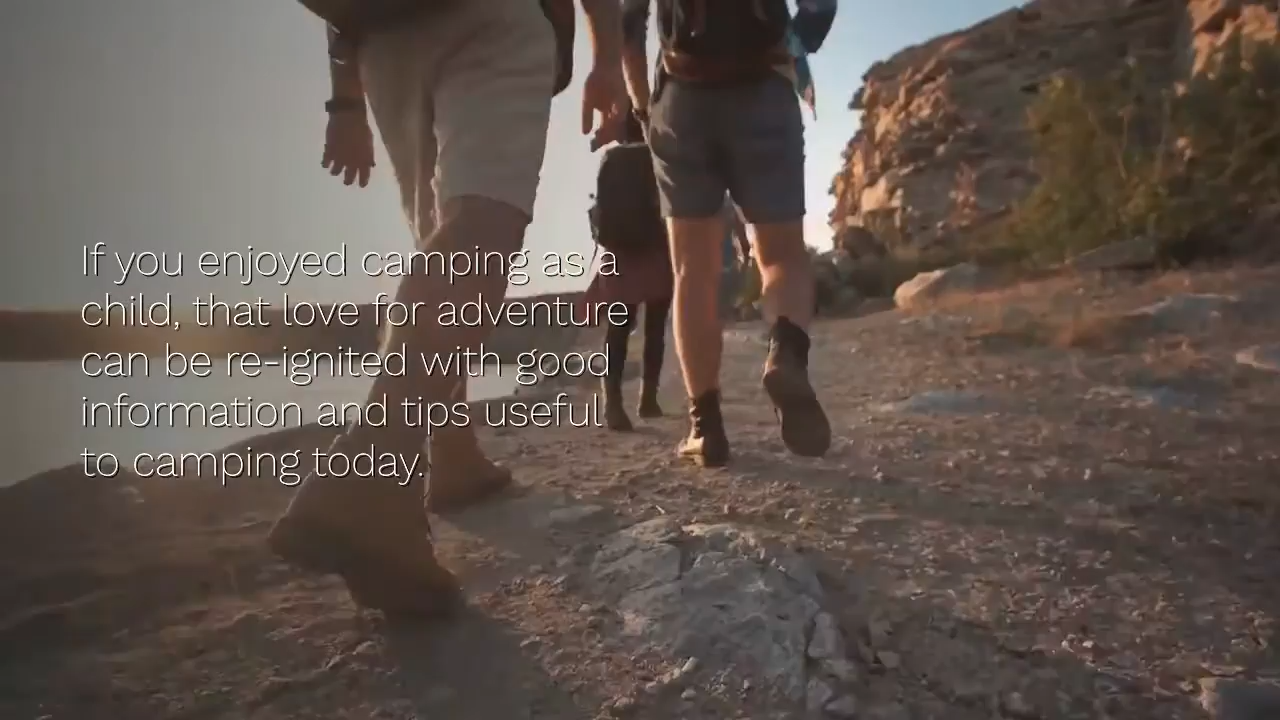 If you enjoyed camping as a
child, that love for adventure
can be re-ignited with good
information and tips useful
to camping today.